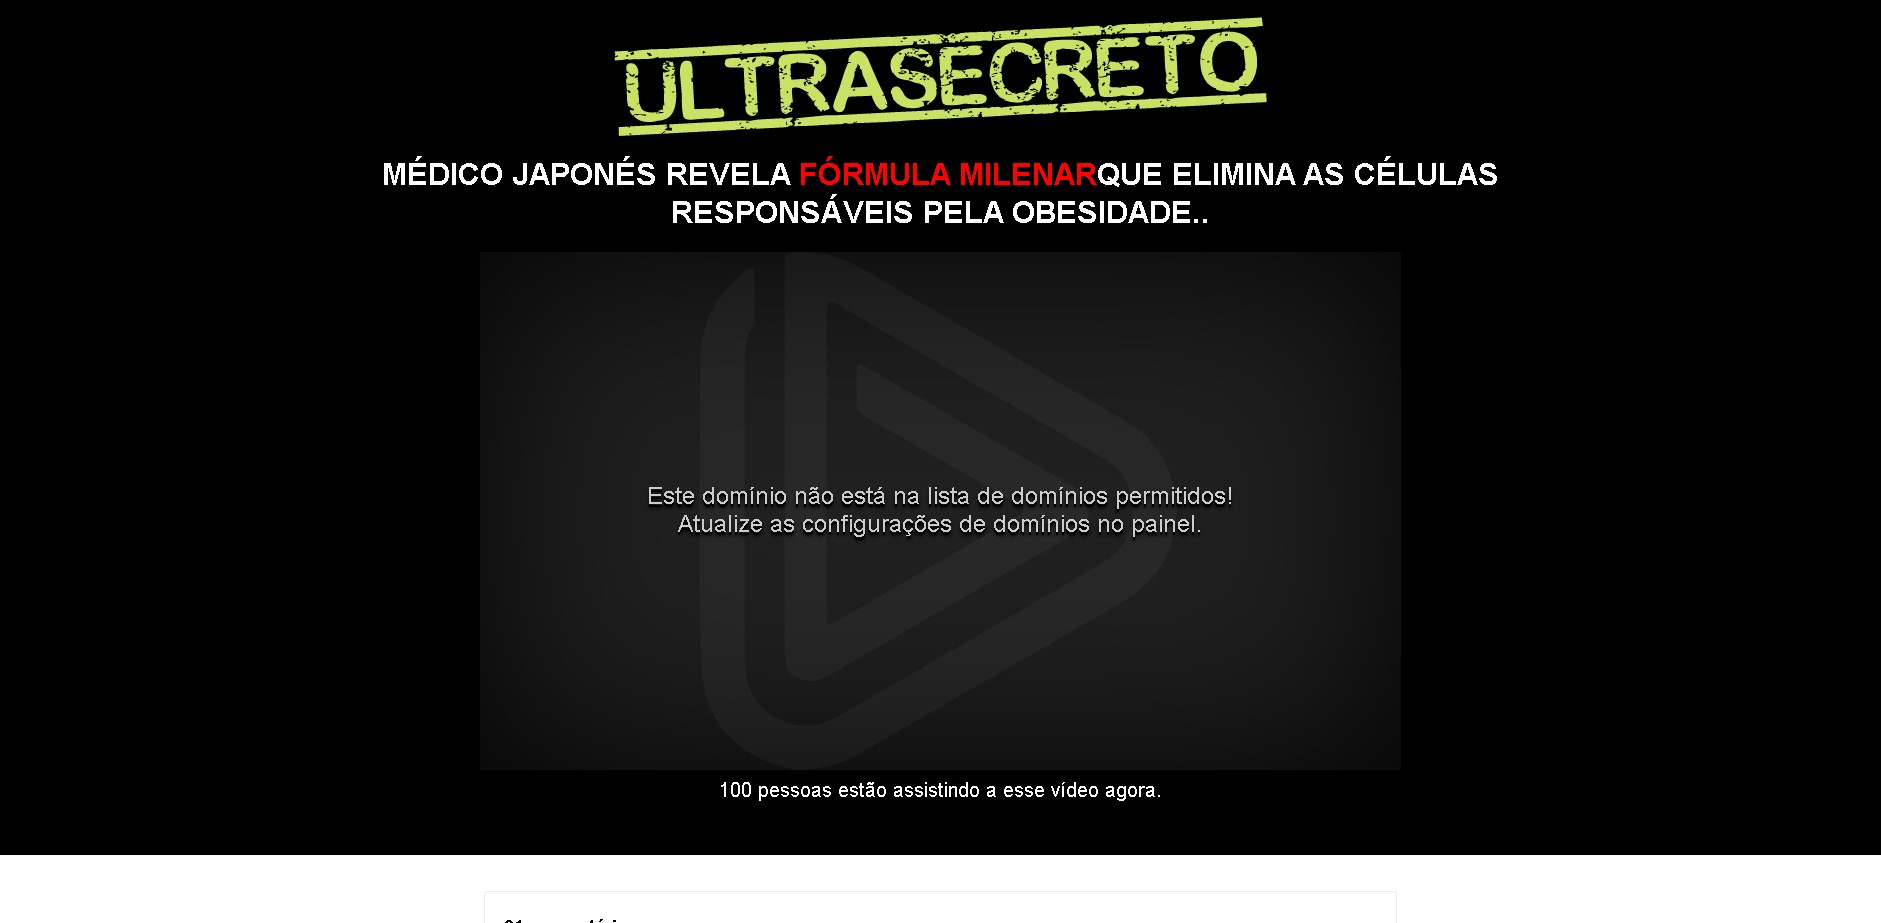 ULTRASECRETO
MÉDICO JAPONÉS REVELA FÓRMULA MILENARQUE ELIMINA AS CÉLULAS
RESPONSÁVEIS PELA OBESIDADE..
Este domínio não está na lista de domínios permitidos!
Atualize as configurações de domínios no painel.
100 pessoas estão assistindo a esse vídeo agora.